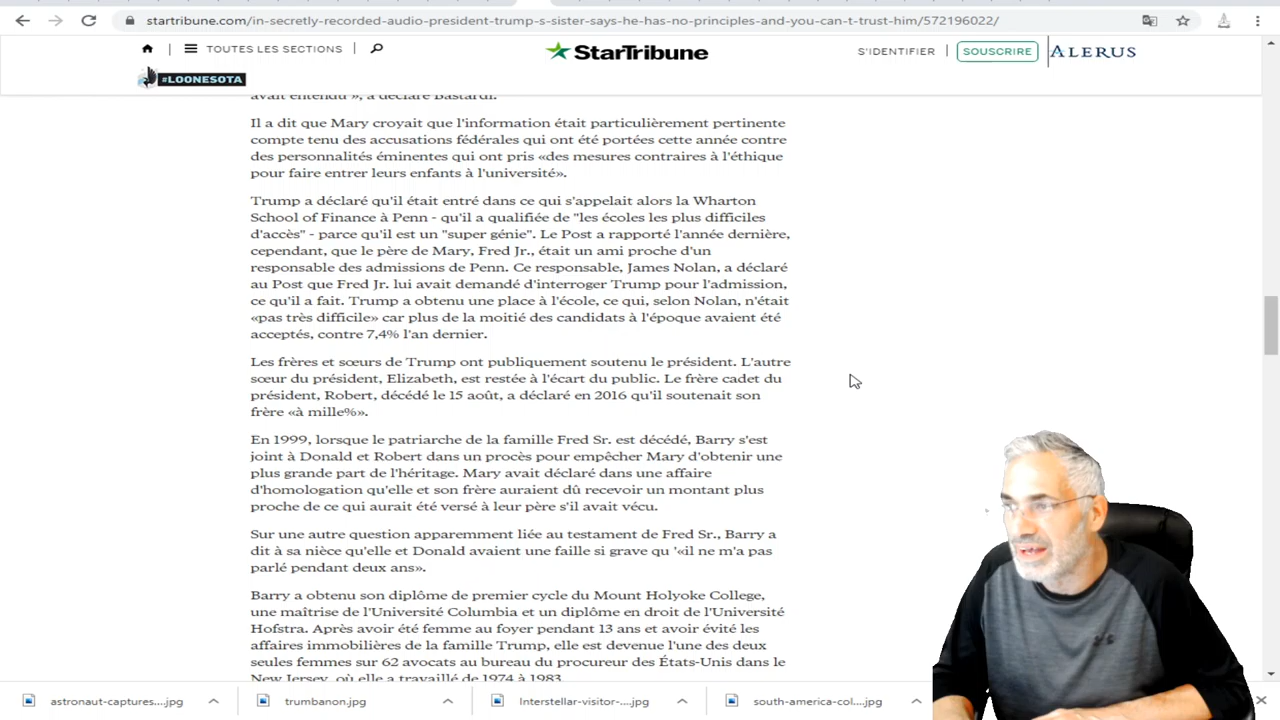 startribune.com/in-secretly-recorded-audio-president-trump-s-sister-says-he-has-no-principles-and-you-can-t-trust-him/572196022/
TOUTES LES SECTIONS
StarTribune
S'IDENTIFIER
SOUSCRIRE
ALERUS
#LOONESOTA
avait entendu », a déclaré Bastardi.
Il a dit que Mary croyait que l'information était particulièrement pertinente
compte tenu des accusations fédérales qui ont été portées cette année contre
des personnalités éminentes qui ont pris «des mesures contraires à l'éthique
pour faire entrer leurs enfants à l'université».
Trump a déclaré qu'il était entré dans ce qui s'appelait alors la Wharton
School of Finance à Penn - qu'il a qualifiée de "les écoles les plus difficiles
d'accès" - parce qu'il est un "super génie". Le Post a rapporté l'année dernière,
cependant, que le père de Mary, Fred Jr., était un ami proche d'un
responsable des admissions de Penn. Ce responsable, James Nolan, a déclaré
au Post que Fred Jr. lui avait demandé d'interroger Trump pour l'admission,
ce qu'il a fait. Trump a obtenu une place à l'école, ce qui, selon Nolan, n'était
«pas très difficile» car plus de la moitié des candidats à l'époque avaient été
acceptés, contre 7,4% l'an dernier.
Les frères et sœurs de Trump ont publiquement soutenu le président. L'autre
sœur du président, Elizabeth, est restée à l'écart du public. Le frère cadet du
président, Robert, décédé le 15 août, a déclaré en 2016 qu'il soutenait son
frère «à mille%».
En 1999, lorsque le patriarche de la famille Fred Sr. est décédé, Barry s'est
joint à Donald et Robert dans un procès pour empêcher Mary d'obtenir une
plus grande part de l'héritage. Mary avait déclaré dans une affaire
d'homologation qu'elle et son frère auraient dû recevoir un montant plus
proche de ce qui aurait été versé à leur père s'il avait vécu.
Sur une autre question apparemment liée au testament de Fred Sr., Barry a
dit à sa nièce qu'elle et Donald avaient une faille si grave qu '«il ne m'a pas
parlé pendant deux ans».
Barry a obtenu son diplôme de premier cycle du Mount Holyoke College,
une maîtrise de l'Université Columbia et un diplôme en droit de l'Université
Hofstra. Après avoir été femme au foyer pendant 13 ans et avoir évité les
affaires immobilières de la famille Trump, elle est devenue l'une des deux
seules femmes sur 62 avocats au bureau du procureur des États-Unis dans le
New Jersey, où elle a travaillé de 1974 à 1983.
astronaut-captures....jpg
trumbanon.jpg
Interstellar-visitor-....jpg
south-america-col....jpg